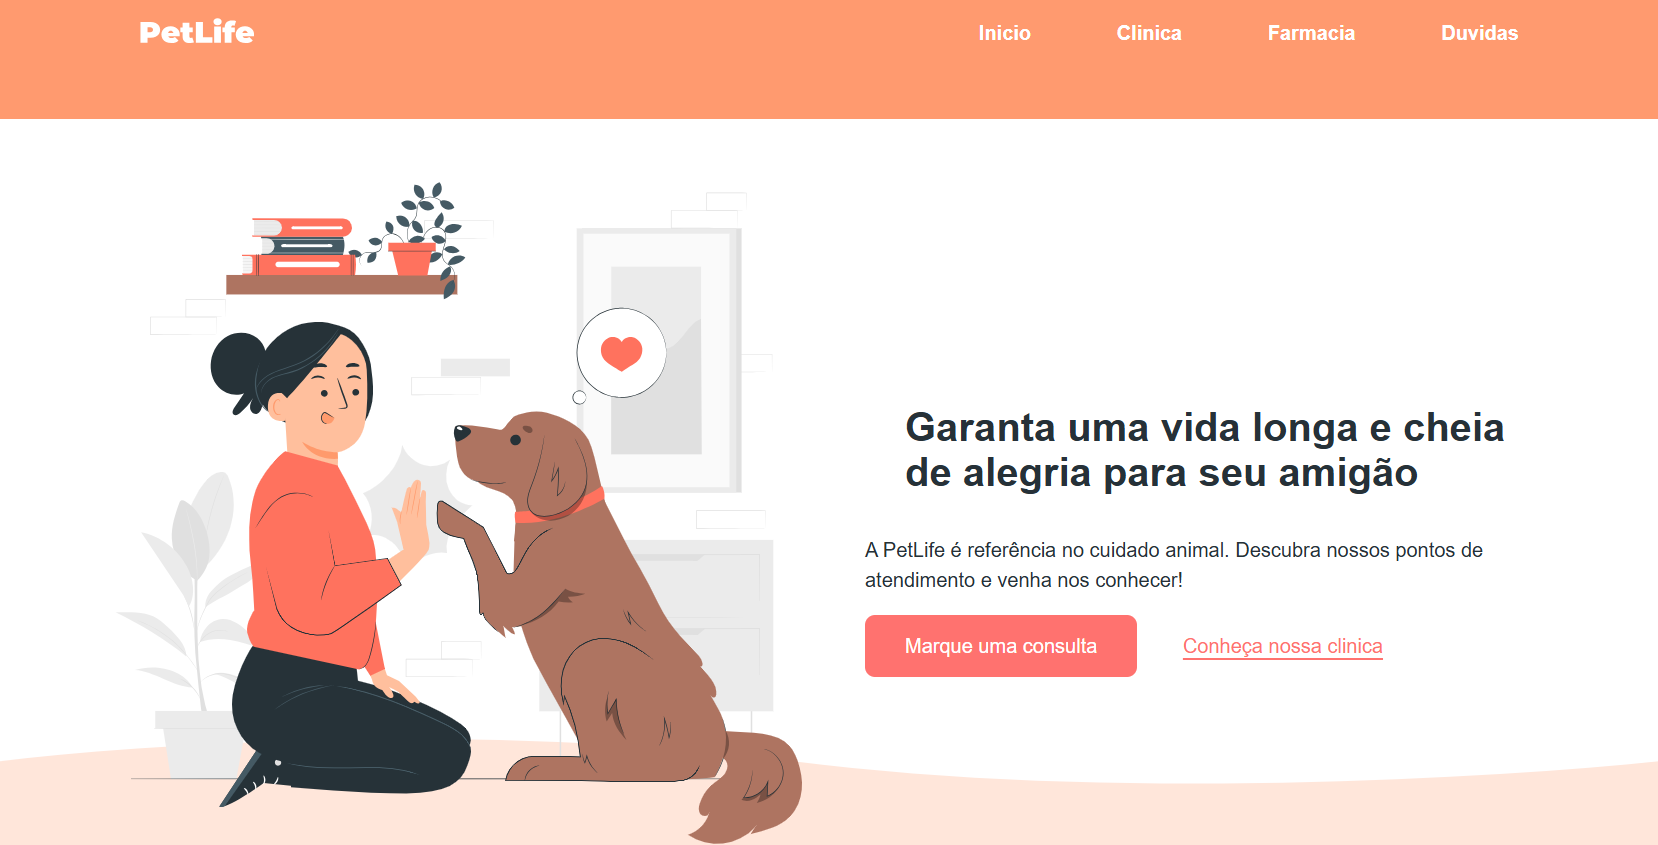 PetLife
Inicio
Clinica
Farmacia
Duvidas
Garanta uma vida longa e cheia
de alegria para seu amigão
A PetLife é referência no cuidado animal. Descubra nossos pontos de
atendimento e venha nos conhecer!
Marque uma consulta
Conheça nossa clinica